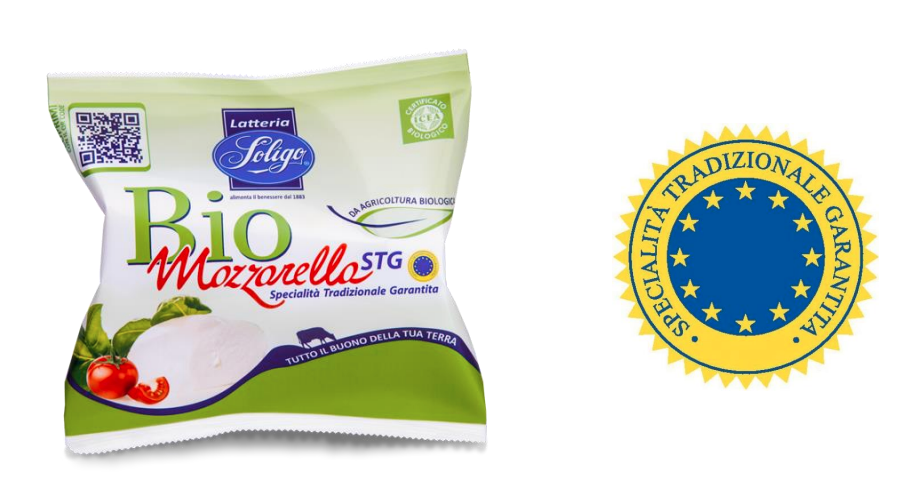 Latteria
Soligo
alimenta il benessere dal 1883
CERTIFICATO
ICEA
BIOLOGICO
DA AGRICOLTURA BIOLOGICA
Bio
Mozzarella STG
Specialità Tradizionale Garantita
TUTTO IL BUONO DELLA TUA TERRA
SPECIALITÀ TRADIZIONALE GARANTITA